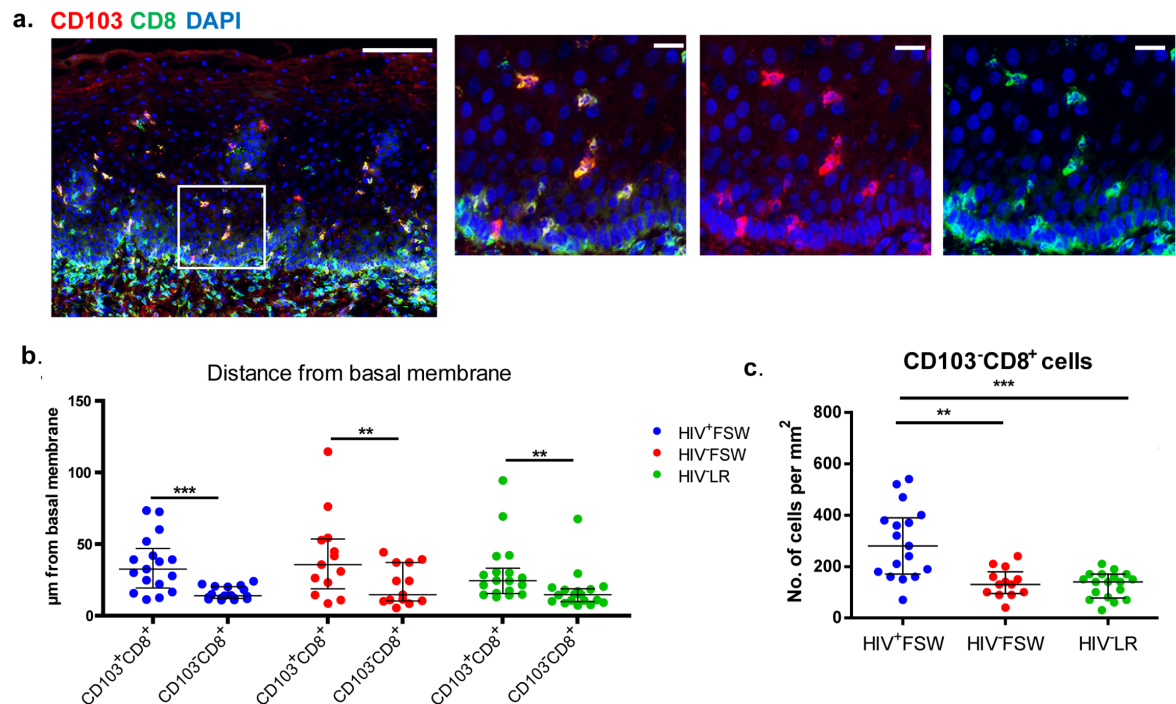 a. CD103 CD8 DAPI
b.
Distance from basal membrane
µm from basal membrane
150
100
50
0
***
**
**
CD103⁺CD8⁺
CD103⁻CD8⁺
CD103⁺CD8⁺
CD103⁻CD8⁺
CD103⁺CD8⁺
CD103⁻CD8⁺
HIV⁺FSW
HIV⁻FSW
HIV⁻LR
c.
CD103⁻CD8⁺ cells
No. of cells per mm²
800
600
400
200
0
***
**
HIV⁺FSW
HIV⁻FSW
HIV⁻LR